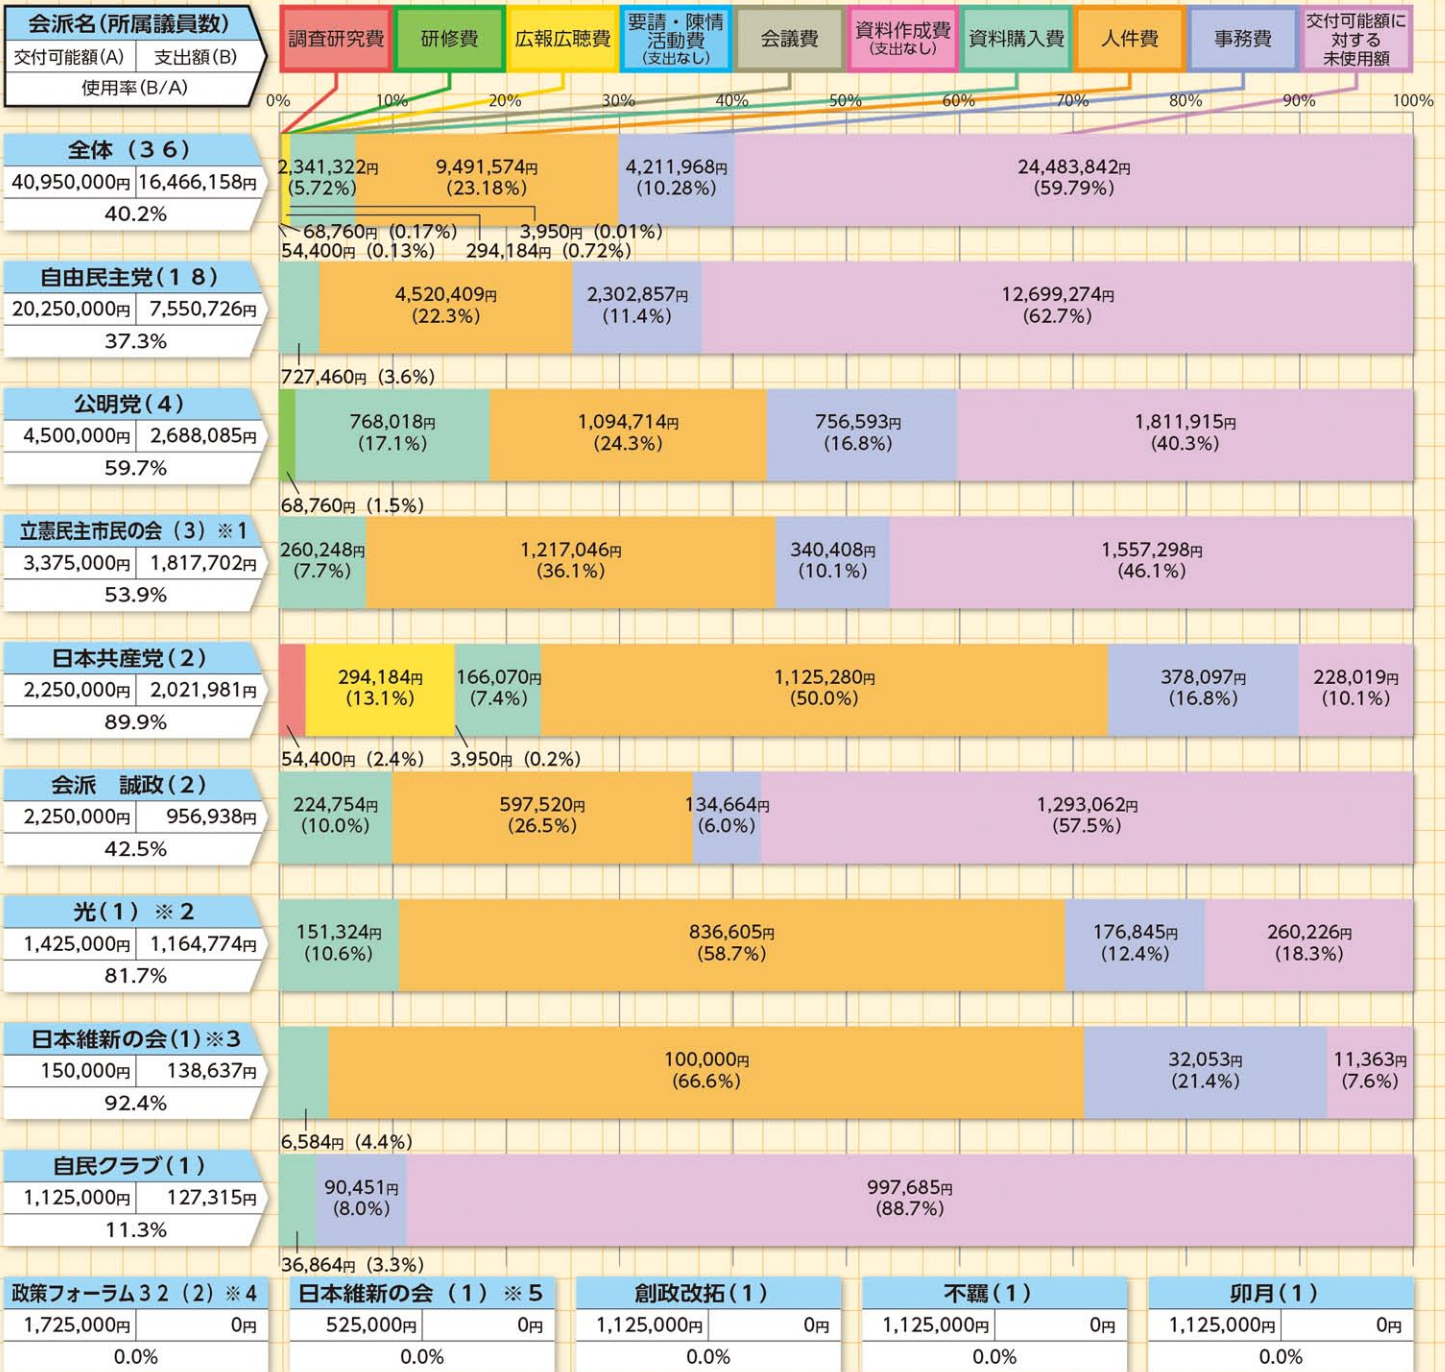 会派名(所属議員数)
交付可能額(A) 支出額(B)
使用率(B/A)
調査研究費
研修費
広報広聴費
要請・陳情
活動費
(支出なし)
会議費
資料作成費
(支出なし)
資料購入費
人件費
事務費
交付可能額に
対する
未使用額
0% 10% 20% 30% 40% 50% 60% 70% 80% 90% 100%
全体(36)
40,950,000円 16,466,158円
40.2%
2,341,322円 9,491,574円 4,211,968円 24,483,842円
(5.72%) (23.18%) (10.28%) (59.79%)
68,760円(0.17%) 3,950円(0.01%)
54,400円(0.13%) 294,184円(0.72%)
自由民主党(18)
20,250,000円 7,550,726円
37.3%
4,520,409円 2,302,857円 12,699,274円
(22.3%) (11.4%) (62.7%)
727,460円(3.6%)
公明党(4)
4,500,000円 2,688,085円
59.7%
768,018円 1,094,714円 756,593円 1,811,915円
(17.1%) (24.3%) (16.8%) (40.3%)
68,760円(1.5%)
立憲民主市民の会(3)※1
3,375,000円 1,817,702円
53.9%
260,248円 1,217,046円 340,408円 1,557,298円
(7.7%) (36.1%) (10.1%) (46.1%)
日本共産党(2)
2,250,000円 2,021,981円
89.9%
294,184円 166,070円 1,125,280円 378,097円 228,019円
(13.1%) (7.4%) (50.0%) (16.8%) (10.1%)
54,400円(2.4%) 3,950円(0.2%)
会派 誠政(2)
2,250,000円 956,938円
42.5%
224,754円 597,520円 134,664円 1,293,062円
(10.0%) (26.5%) (6.0%) (57.5%)
光(1)※2
1,425,000円 1,164,774円
81.7%
151,324円 836,605円 176,845円 260,226円
(10.6%) (58.7%) (12.4%) (18.3%)
日本維新の会(1)※3
150,000円 138,637円
92.4%
100,000円 32,053円 11,363円
(66.6%) (21.4%) (7.6%)
6,584円(4.4%)
自民クラブ(1)
1,125,000円 127,315円
11.3%
90,451円 997,685円
(8.0%) (88.7%)
36,864円(3.3%)
政策フォーラム32(2)※4 日本維新の会(1)※5 創政改拓(1) 不羈(1) 卯月(1)
1,725,000円 0円 525,000円 0円 1,125,000円 0円 1,125,000円 0円 1,125,000円 0円
0.0% 0.0% 0.0% 0.0% 0.0%